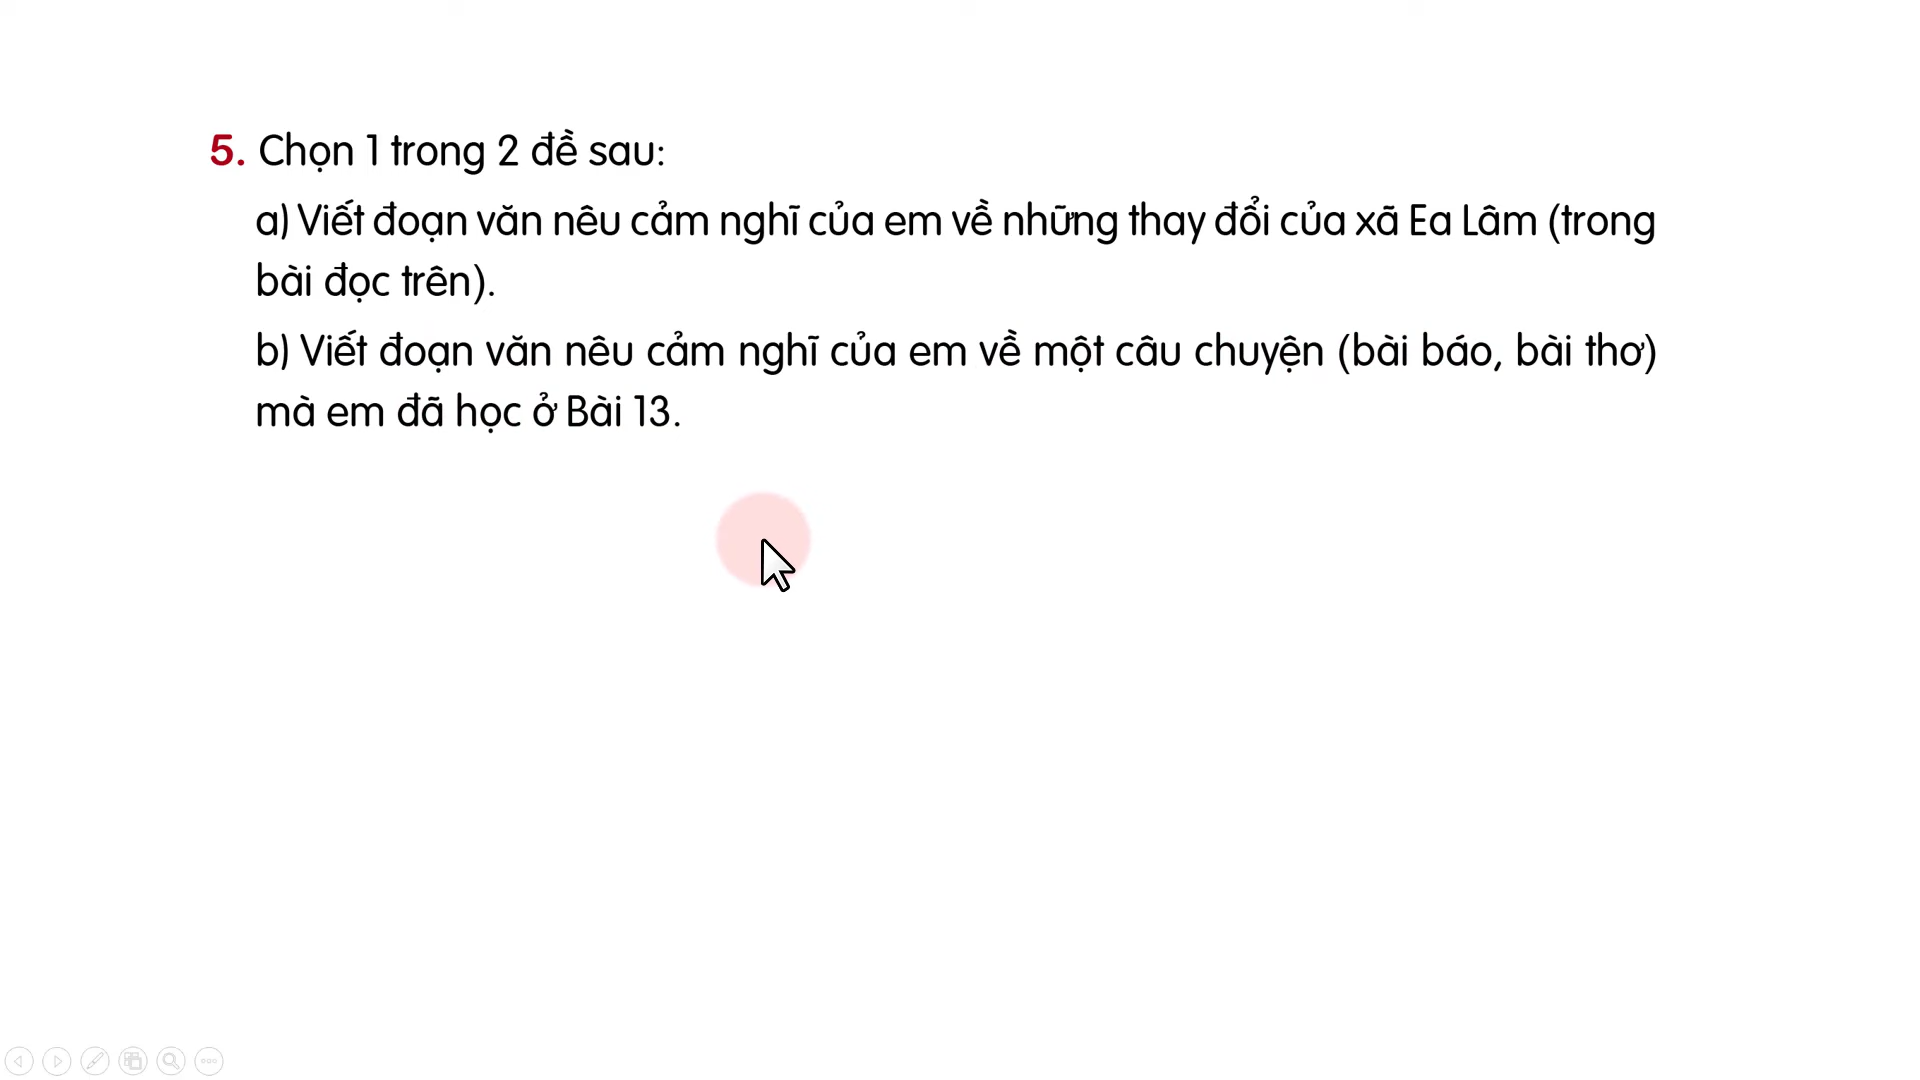 5. Chọn 1 trong 2 đề sau:
a) Viết đoạn văn nêu cảm nghĩ của em về những thay đổi của xã Ea Lâm (trong
bài đọc trên).
b) Viết đoạn văn nêu cảm nghĩ của em về một câu chuyện (bài báo, bài thơ)
mà em đã học ở Bài 13.